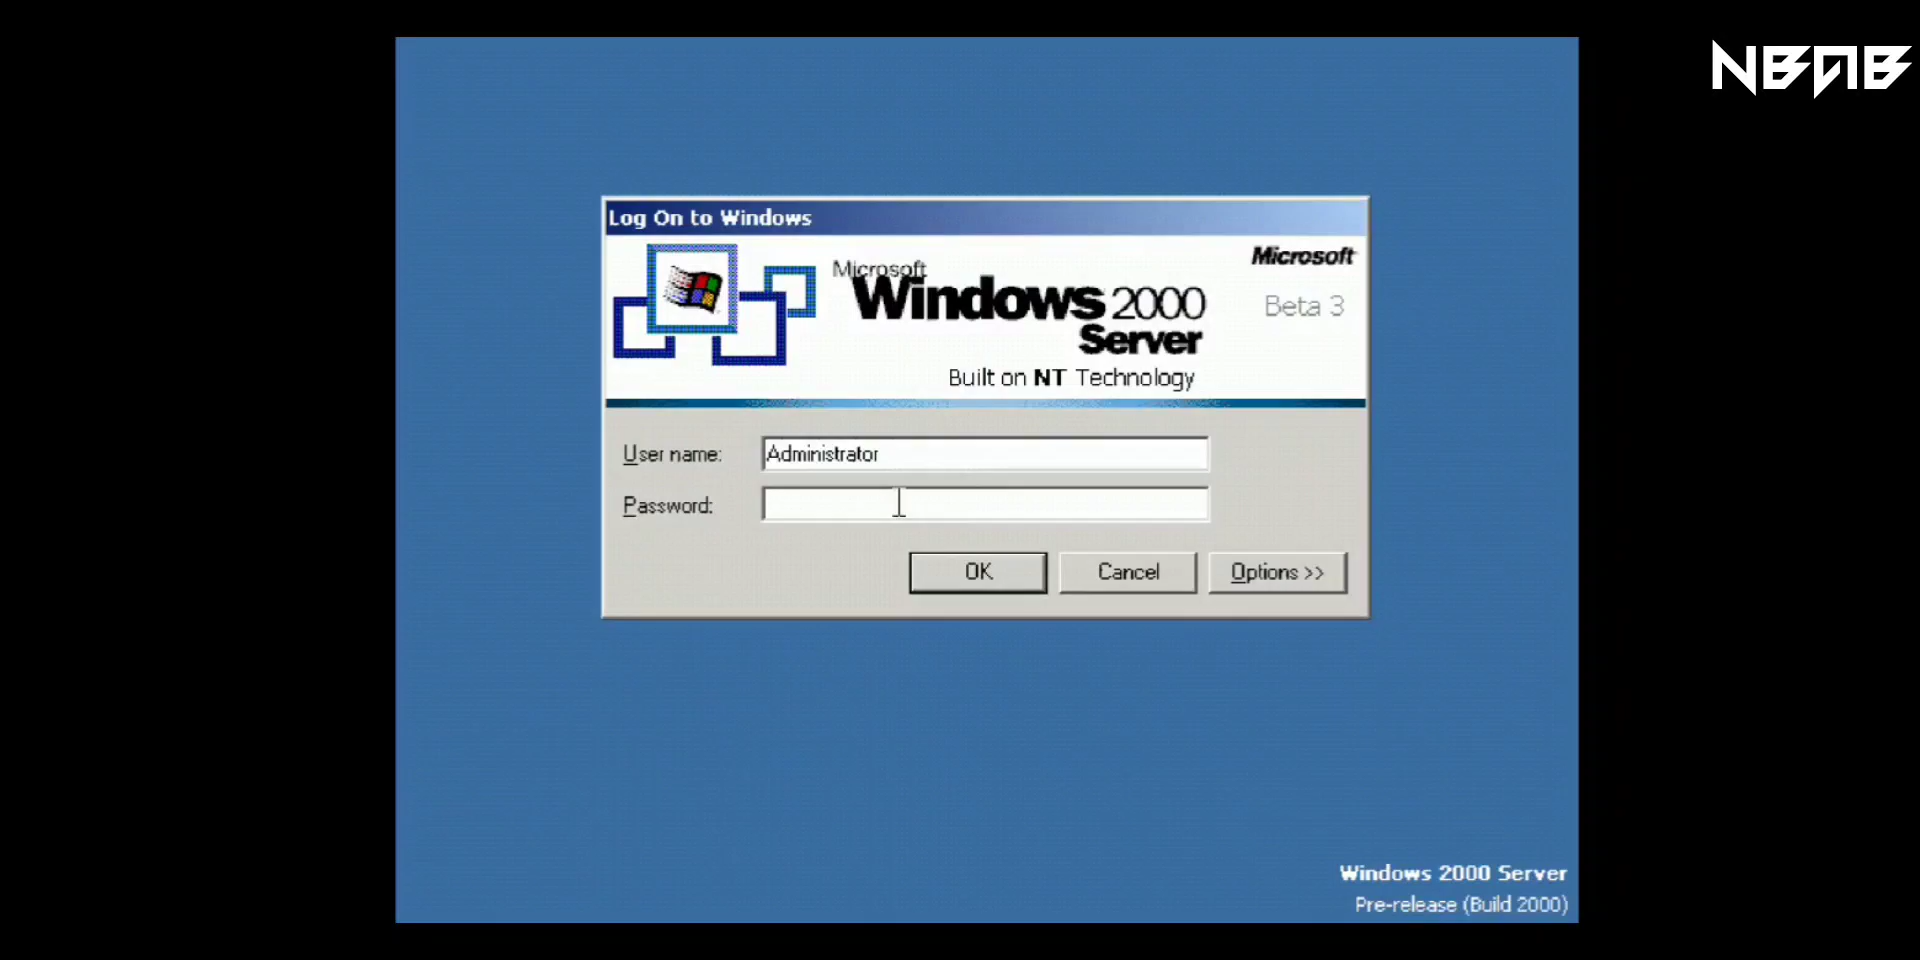 NBAB
Log On to Windows
Microsoft
Windows 2000
Server
Built on NT Technology
Microsoft
Beta 3
User name:
Administrator
Password:
OK
Cancel
Options >>
Windows 2000 Server
Pre-release (Build 2000)